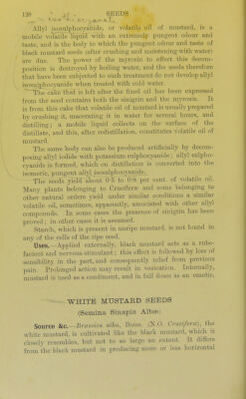 138 SEEDS
Allyl isosulphocyanide, or volatile oil of mustard, is a
mobile volatile liquid with an extremely pungent odour and
taste, and is the body to which the pungent odour and taste of
black mustard seeds (after crushing and moistening with water)
are due. The power of the myrosin to effect this decom-
position is destroyed by boiling water, and the seeds therefore
that have been subjected to such treatment do not develop allyl
isosulphocyanide when treated with cold water.
The cake that is left after the fixed oil has been expressed
from the seed contains both the sinigrin and the myrosin. It
is from this cake that volatile oil of mustard is usually prepared
by crushing it, macerating it in water for several hours, and
distilling; a mobile liquid collects on the surface of the
distillate, and this, after redistillation, constitutes volatile oil of
mustard.
The same body can also be produced artificially by decom-
posing allyl iodide with potassium sulphocyanide; allyl sulpho-
cyanide is formed, which on distillation is converted into the
isomeric, pungent allyl isosulphocyanide.
The seeds yield about 0.5 to per cent. of volatile oil.
Many plants belonging to Cruciferæ and some belonging to
other natural orders yield under similar conditions a similar
volatile oil, sometimes, apparently, associated with other allyl
compounds. In some cases the presence of sinigrin has been
proved; in other cases it is assumed.
Starch, which is present in unripe mustard, is not found in
any of the cells of the ripe seed.
Uses.—Applied externally, black mustard acts as a rube-
facient and nervous stimulant; this effect is followed by loss of
sensibility in the part, and consequently relief from previous
pain. Prolonged action may result in vesication. Internally,
mustard is used as a condiment, and in full doses as an emetic.
WHITE MUSTARD SEEDS
(Semina Sinapis Albæ)
Source &c.—Brassica alba, Boiss. (N.O. Cruciferæ), the
white mustard, is cultivated like the black mustard, which it
closely resembles, but not to so large an extent. It differs
from the black mustard in producing more or less horizontal